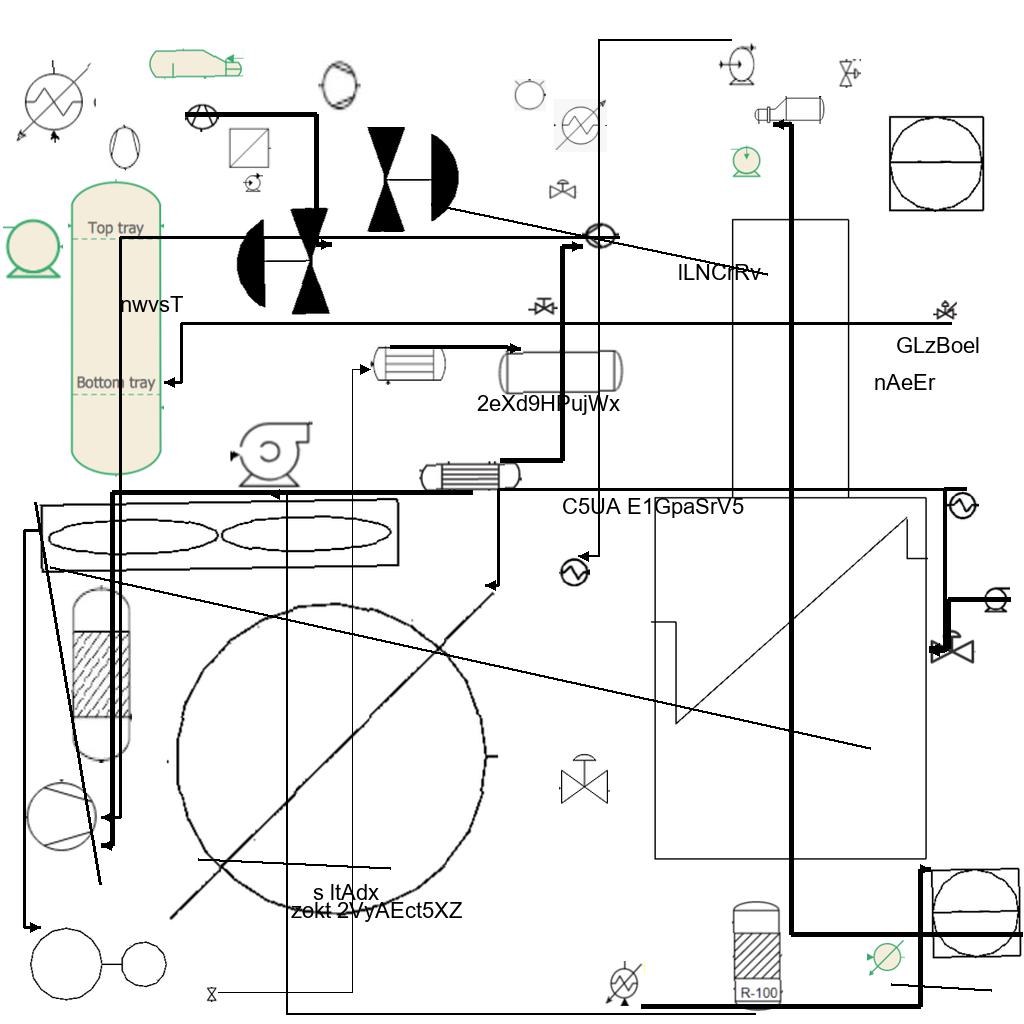 Top tray
lLNCrRv
nwvsT
GLzBoel
Bottom tray
nAeEr
2eXd9HPujWx
C5UA E1GpaSrV5
s ltAdx
zokt 2VyAEct5XZ
R-100